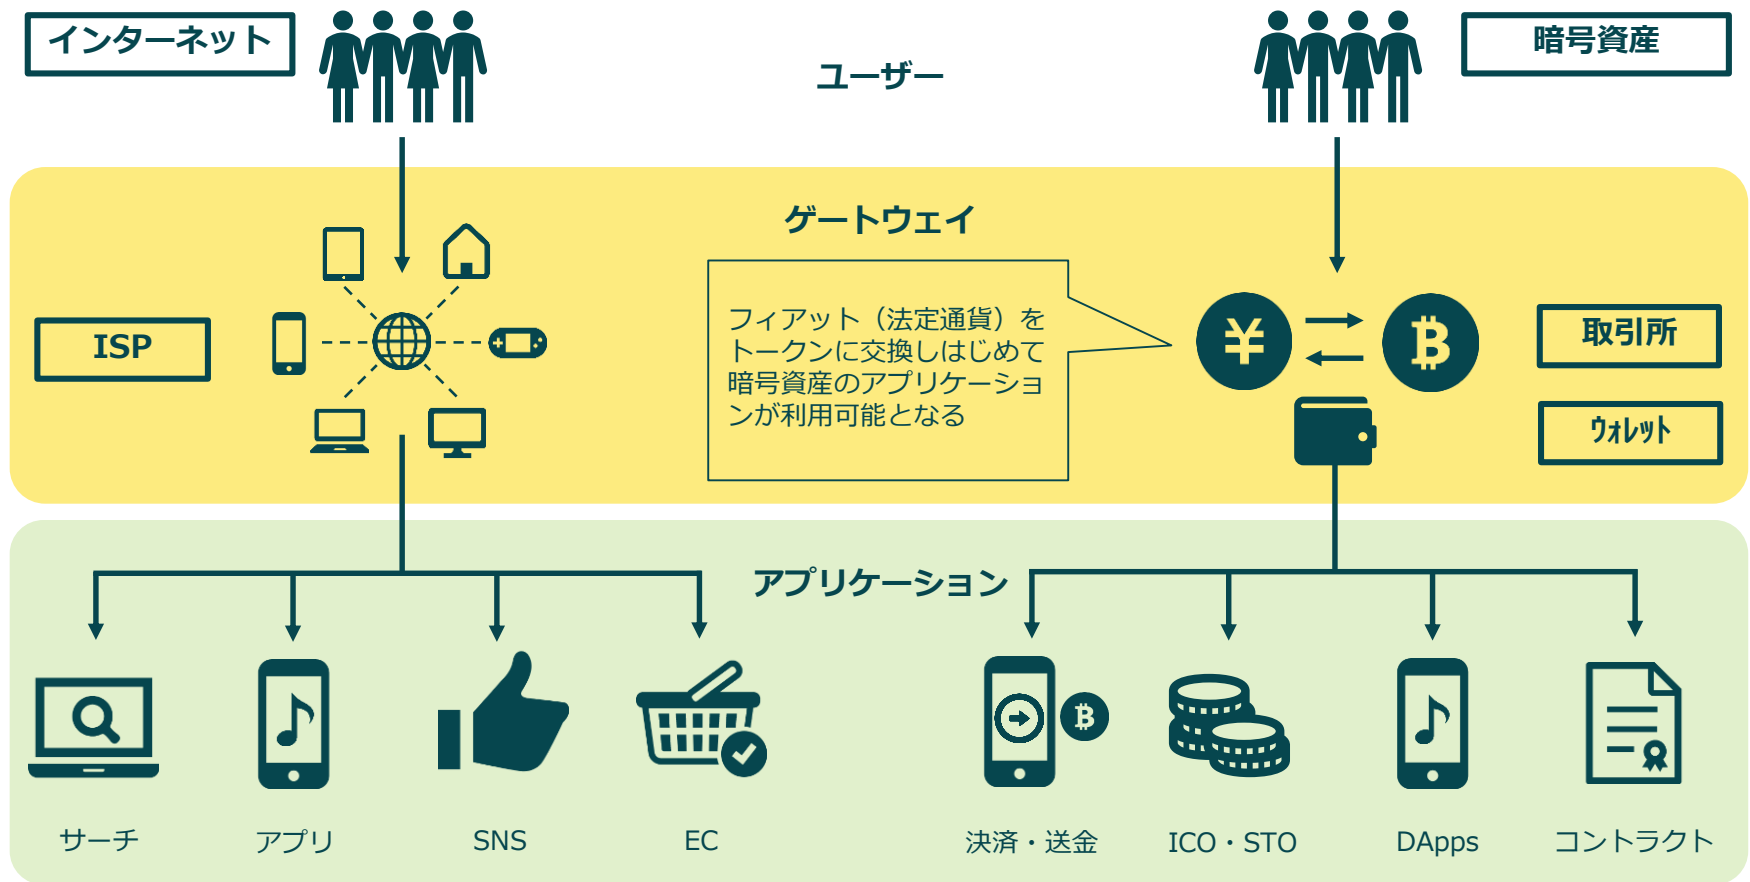 インターネット
ユーザー
暗号資産
ゲートウェイ
ISP
フィアット（法定通貨）を
トークンに交換しはじめて
暗号資産のアプリケーショ
ンが利用可能となる
¥
₿
取引所
ｳｫﾚｯﾄ
アプリケーション
₿
サーチ
アプリ
SNS
EC
決済・送金
ICO・STO
DApps
コントラクト